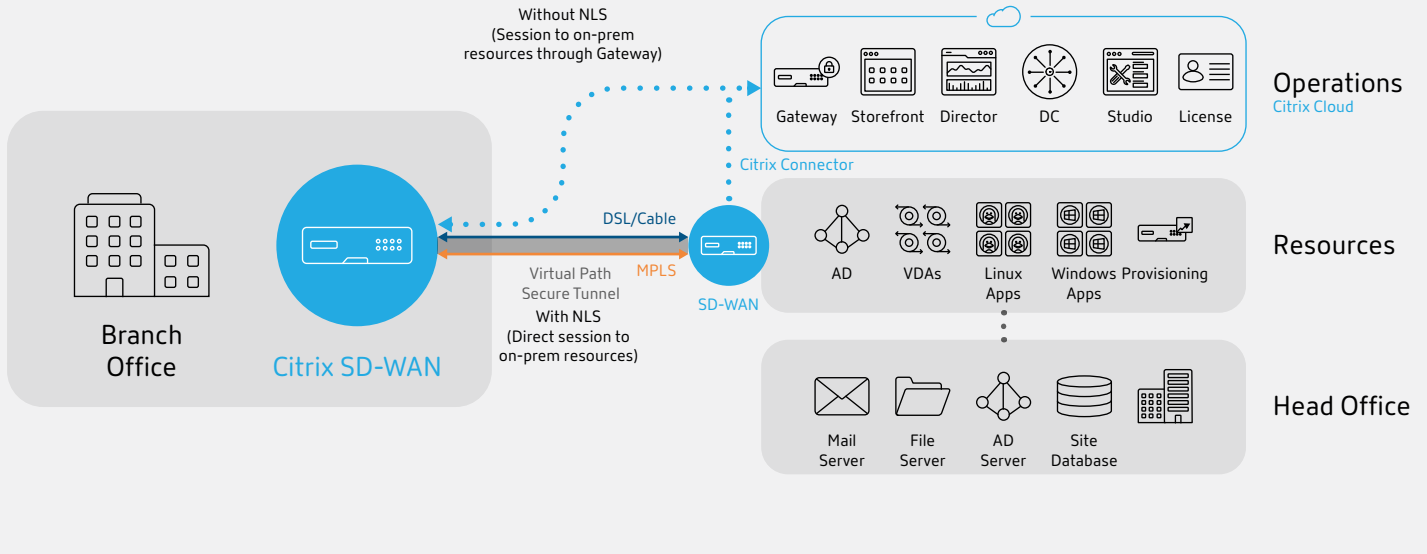 Without NLS
(Session to on-prem
resources through Gateway)
Gateway
Storefront
Director
DC
Studio
License
Operations
Citrix Cloud
Citrix Connector
DSL/Cable
MPLS
Virtual Path
Secure Tunnel
With NLS
(Direct session to
on-prem resources)
SD-WAN
Branch
Office
Citrix SD-WAN
AD
VDAs
Linux
Apps
Windows
Apps
Provisioning
Resources
Mail
Server
File
Server
AD
Server
Site
Database
Head Office